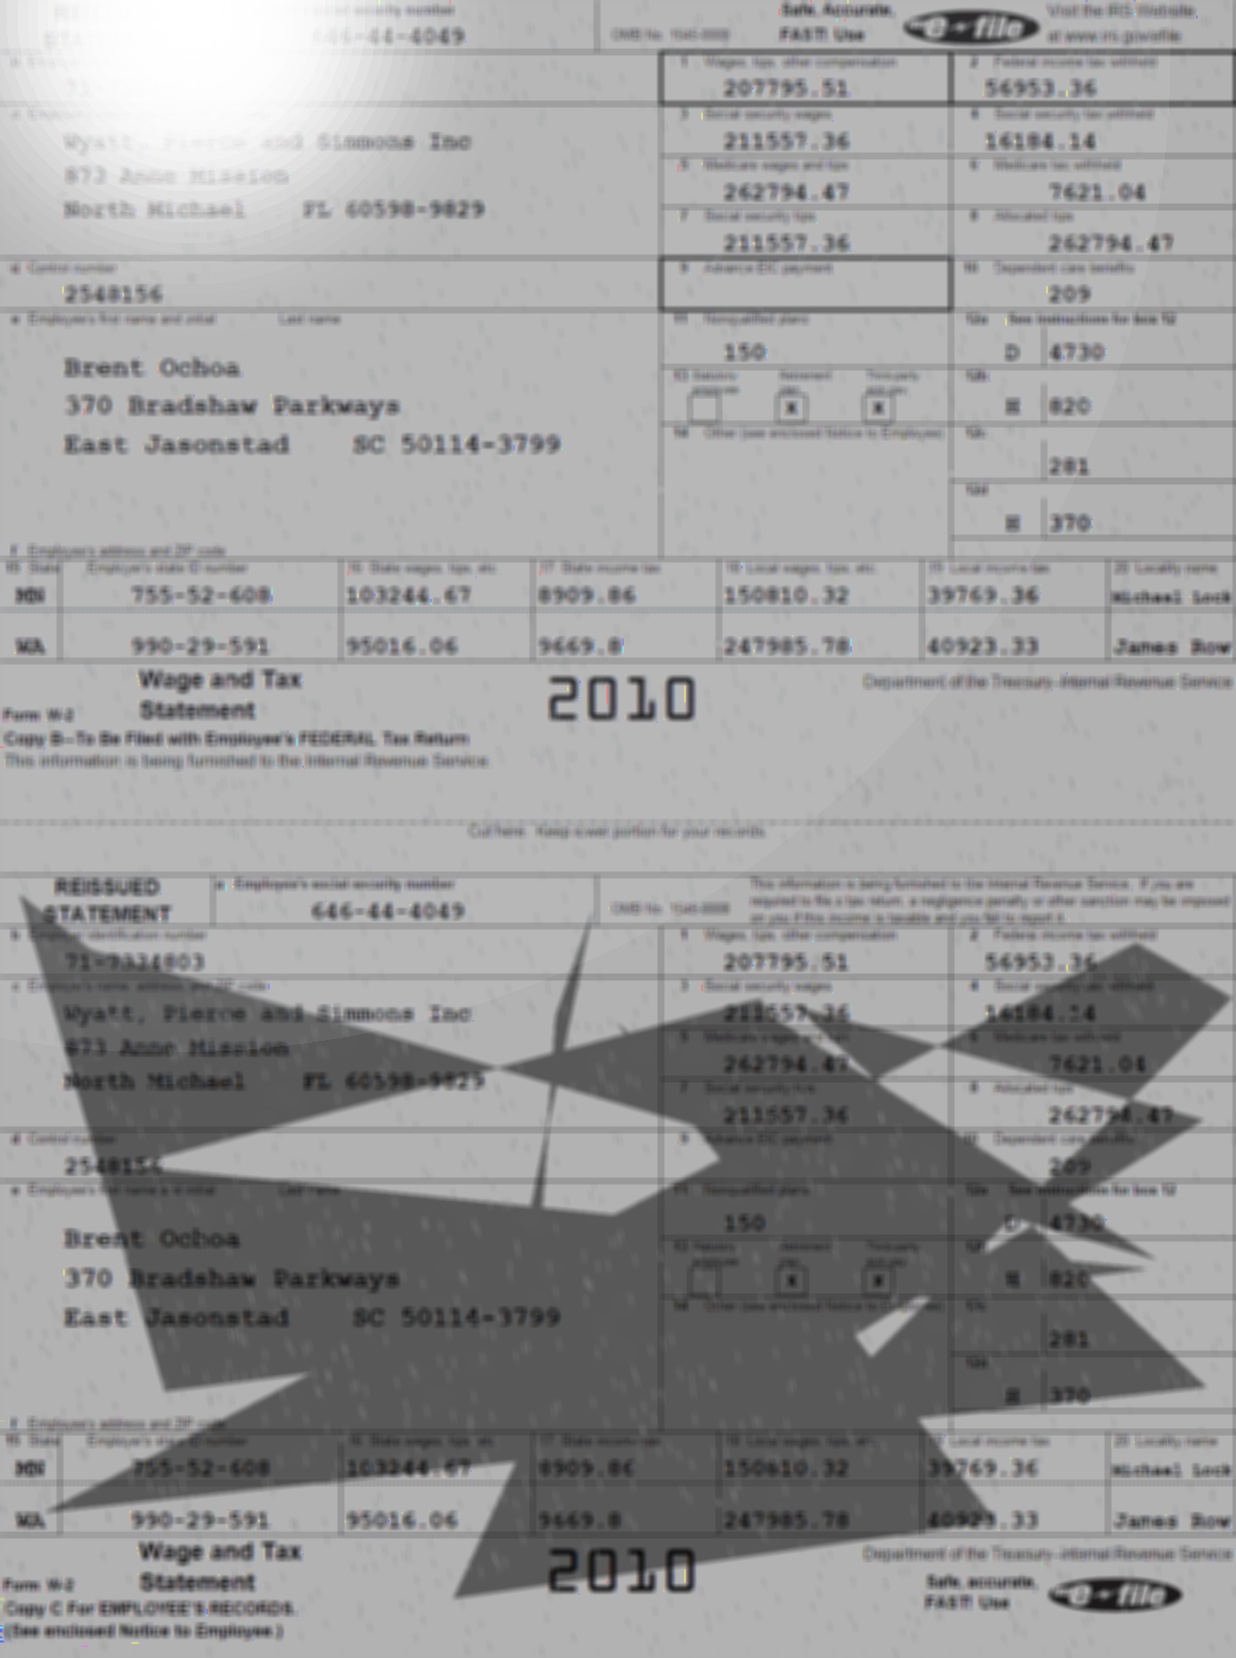 646-44-4049
OMB No. 1545-0008
Safe, Accurate,
FAST! Use
e-file
Visit the IRS Website
at www.irs.gov/efile
1 Wages, tips, other compensation
207795.51
2 Federal income tax withheld
56953.36
3 Social security wages
211557.36
4 Social security tax withheld
16184.14
Wyatt, Pierce and Simmons Inc
873 Anne Mission
North Michael FL 60598-9829
5 Medicare wages and tips
262794.47
6 Medicare tax withheld
7621.04
7 Social security tips
211557.36
8 Allocated tips
262794.47
d Control number
2548156
9 Advance EIC payment
10 Dependent care benefits
209
e Employee's first name and initial Last name
Brent Ochoa
370 Bradshaw Parkways
East Jasonstad SC 50114-3799
11 Nonqualified plans
150
12a See instructions for box 12
D 4730
13 Statutory employee Retirement plan Third-party sick pay
X X
12b
H 820
14 Other (see enclosed Notice to Employee)
12c
281
12d
H 370
f Employee's address and ZIP code
15 State Employer's state ID number 16 State wages, tips, etc. 17 State income tax 18 Local wages, tips, etc. 19 Local income tax 20 Locality name
MN 755-52-608 103244.67 8909.86 150810.32 39769.36 Michael Lock
WA 990-29-591 95016.06 9669.8 247985.78 40923.33 James Row
Wage and Tax
Statement
Form W-2
2010
Department of the Treasury-Internal Revenue Service
Copy B—To Be Filed with Employee's FEDERAL Tax Return
This information is being furnished to the Internal Revenue Service.
Cut here. Keep lower portion for your records.
REISSUED
STATEMENT
a Employee's social security number
646-44-4049
OMB No. 1545-0008
This information is being furnished to the Internal Revenue Service. If you are
required to file a tax return, a negligence penalty or other sanction may be imposed
on you if this income is taxable and you fail to report it.
b Employer identification number
71-7334803
1 Wages, tips, other compensation
207795.51
2 Federal income tax withheld
56953.36
c Employer's name, address, and ZIP code
Wyatt, Pierce and Simmons Inc
873 Anne Mission
North Michael FL 60598-9829
3 Social security wages
211557.36
4 Social security tax withheld
16184.14
5 Medicare wages and tips
262794.47
6 Medicare tax withheld
7621.04
7 Social security tips
211557.36
8 Allocated tips
262794.47
d Control number
2548156
9 Advance EIC payment
10 Dependent care benefits
209
e Employee's first name and initial Last name
Brent Ochoa
370 Bradshaw Parkways
East Jasonstad SC 50114-3799
11 Nonqualified plans
150
12a See instructions for box 12
D 4730
13 Statutory employee Retirement plan Third-party sick pay
X X
12b
H 820
14 Other (see enclosed Notice to Employee)
12c
281
12d
H 370
f Employee's address and ZIP code
15 State Employer's state ID number 16 State wages, tips, etc. 17 State income tax 18 Local wages, tips, etc. 19 Local income tax 20 Locality name
MN 755-52-608 103244.67 8909.86 150810.32 39769.36 Michael Lock
WA 990-29-591 95016.06 9669.8 247985.78 40923.33 James Row
Wage and Tax
Statement
Form W-2
2010
Department of the Treasury-Internal Revenue Service
Copy C For EMPLOYEE'S RECORDS.
(See enclosed Notice to Employee.)
Safe, accurate,
FAST! Use
e-file